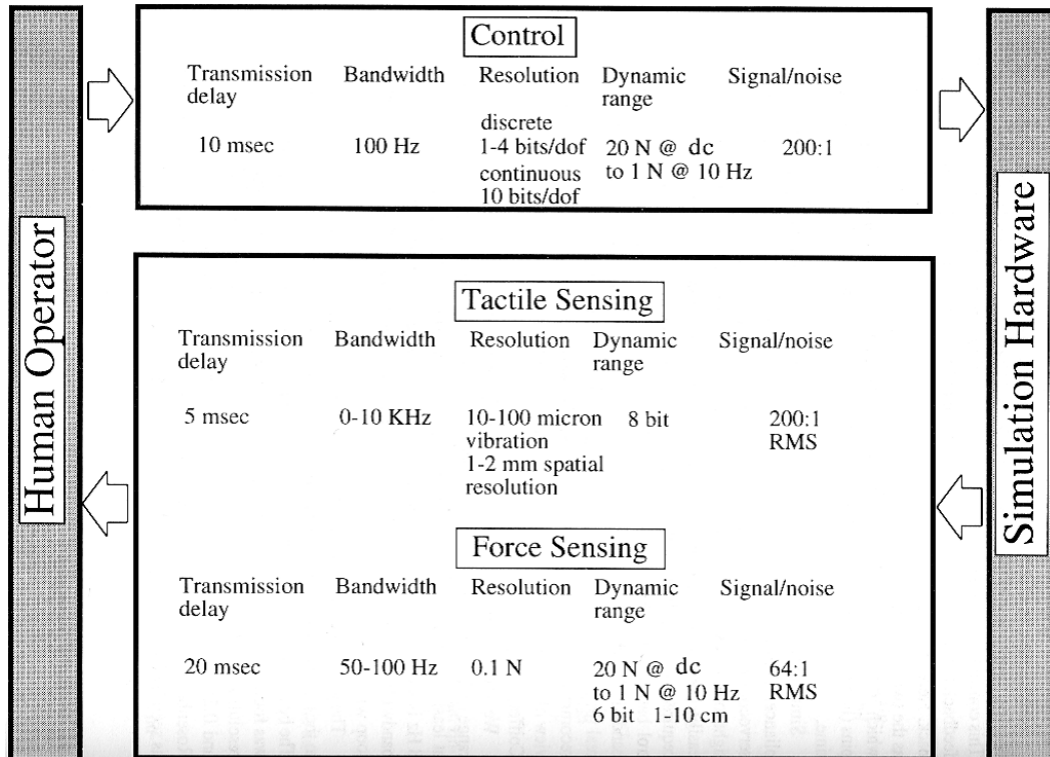 Human Operator
Control
Transmission delay
Bandwidth
Resolution
Dynamic range
Signal/noise
10 msec
100 Hz
discrete
1-4 bits/dof
continuous
10 bits/dof
20 N @ dc
to 1 N @ 10 Hz
200:1
Tactile Sensing
Transmission delay
Bandwidth
Resolution
Dynamic range
Signal/noise
5 msec
0-10 KHz
10-100 micron
vibration
1-2 mm spatial
resolution
8 bit
200:1
RMS
Force Sensing
Transmission delay
Bandwidth
Resolution
Dynamic range
Signal/noise
20 msec
50-100 Hz
0.1 N
20 N @ dc
to 1 N @ 10 Hz
6 bit 1-10 cm
64:1
RMS
Simulation Hardware